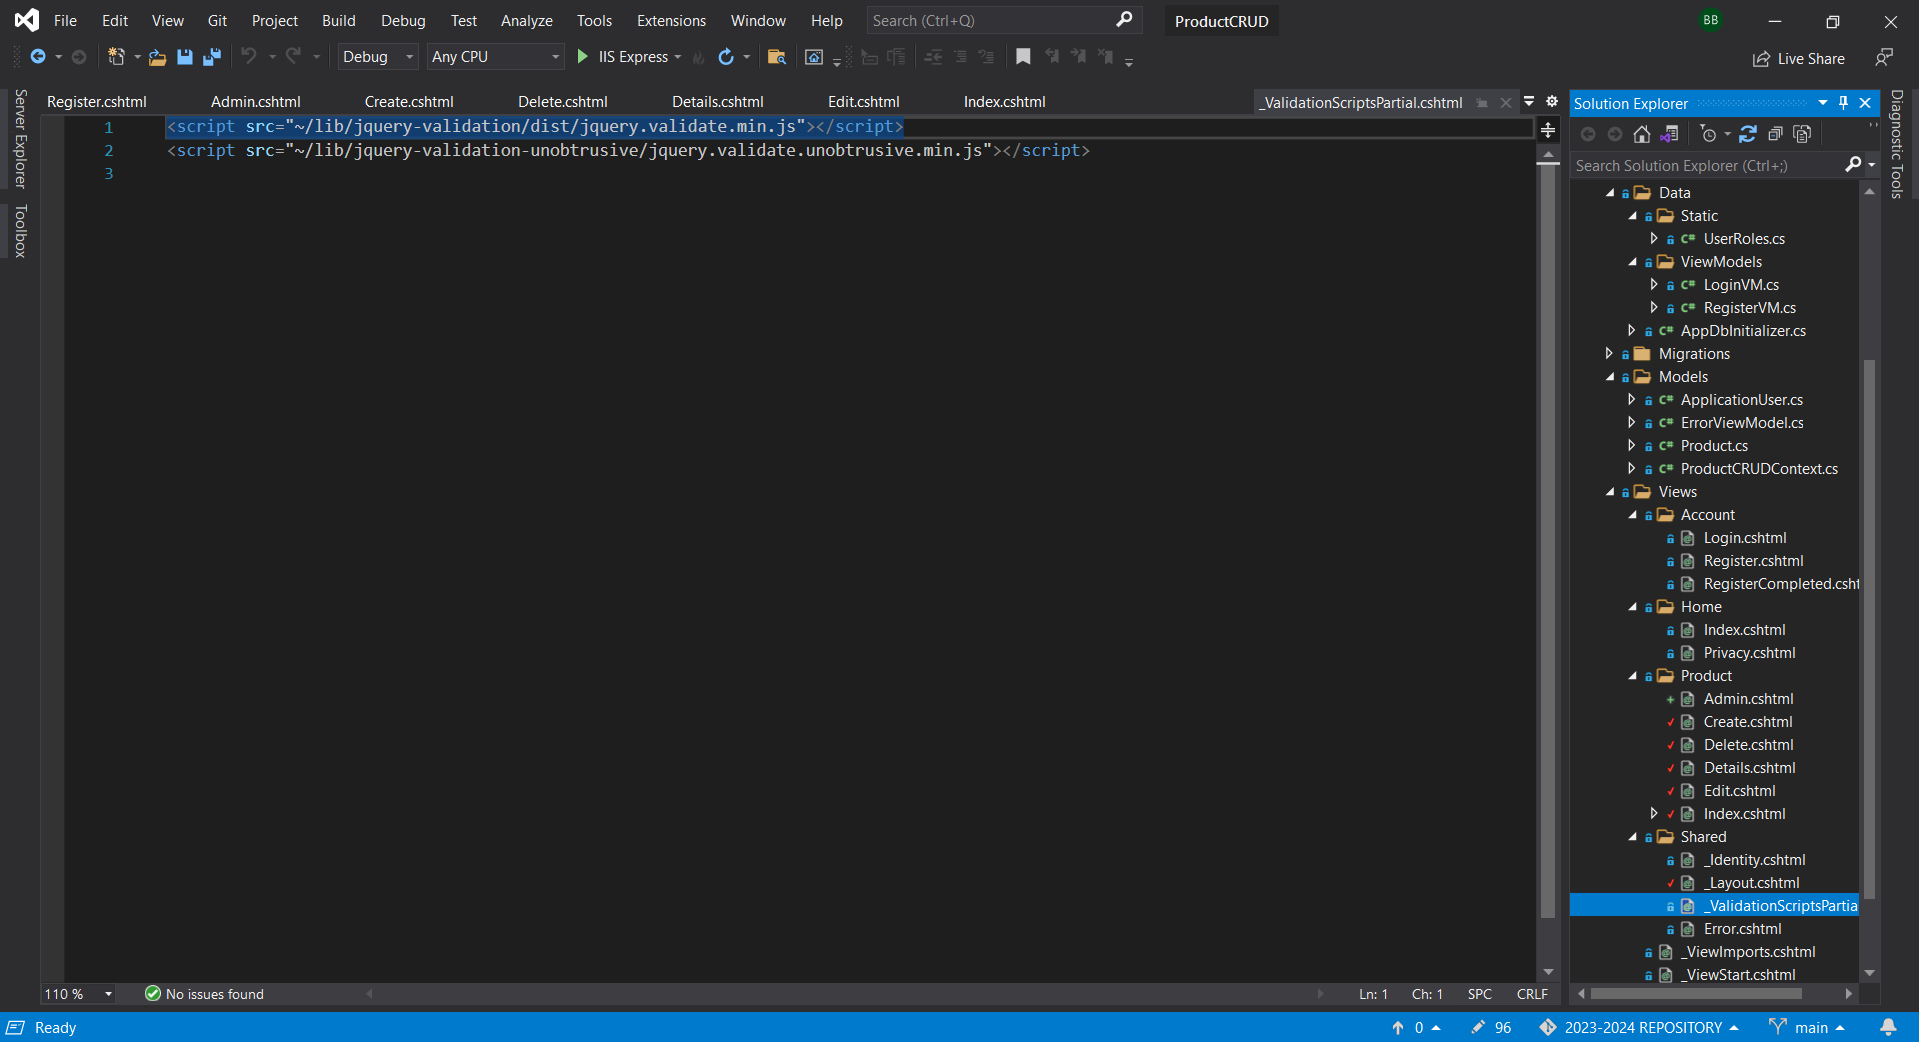 File Edit View Git Project Build Debug Test Analyze Tools Extensions Window Help Search (Ctrl+Q) ProductCRUD BB
Debug Any CPU IIS Express Live Share
Server Explorer
Toolbox
Register.cshtml Admin.cshtml Create.cshtml Delete.cshtml Details.cshtml Edit.cshtml Index.cshtml _ValidationScriptsPartial.cshtml
1 <script src="~/lib/jquery-validation/dist/jquery.validate.min.js"></script>
2 <script src="~/lib/jquery-validation-unobtrusive/jquery.validate.unobtrusive.min.js"></script>
3
Solution Explorer
Search Solution Explorer (Ctrl+;)
Data
Static
C# UserRoles.cs
ViewModels
C# LoginVM.cs
C# RegisterVM.cs
C# AppDbInitializer.cs
Migrations
Models
C# ApplicationUser.cs
C# ErrorViewModel.cs
C# Product.cs
C# ProductCRUDContext.cs
Views
Account
Login.cshtml
Register.cshtml
RegisterCompleted.csht
Home
Index.cshtml
Privacy.cshtml
Product
Admin.cshtml
Create.cshtml
Delete.cshtml
Details.cshtml
Edit.cshtml
Index.cshtml
Shared
_Identity.cshtml
_Layout.cshtml
_ValidationScriptsPartia
Error.cshtml
_ViewImports.cshtml
_ViewStart.cshtml
Diagnostic Tools
110 % No issues found Ln: 1 Ch: 1 SPC CRLF
Ready 0 96 2023-2024 REPOSITORY main